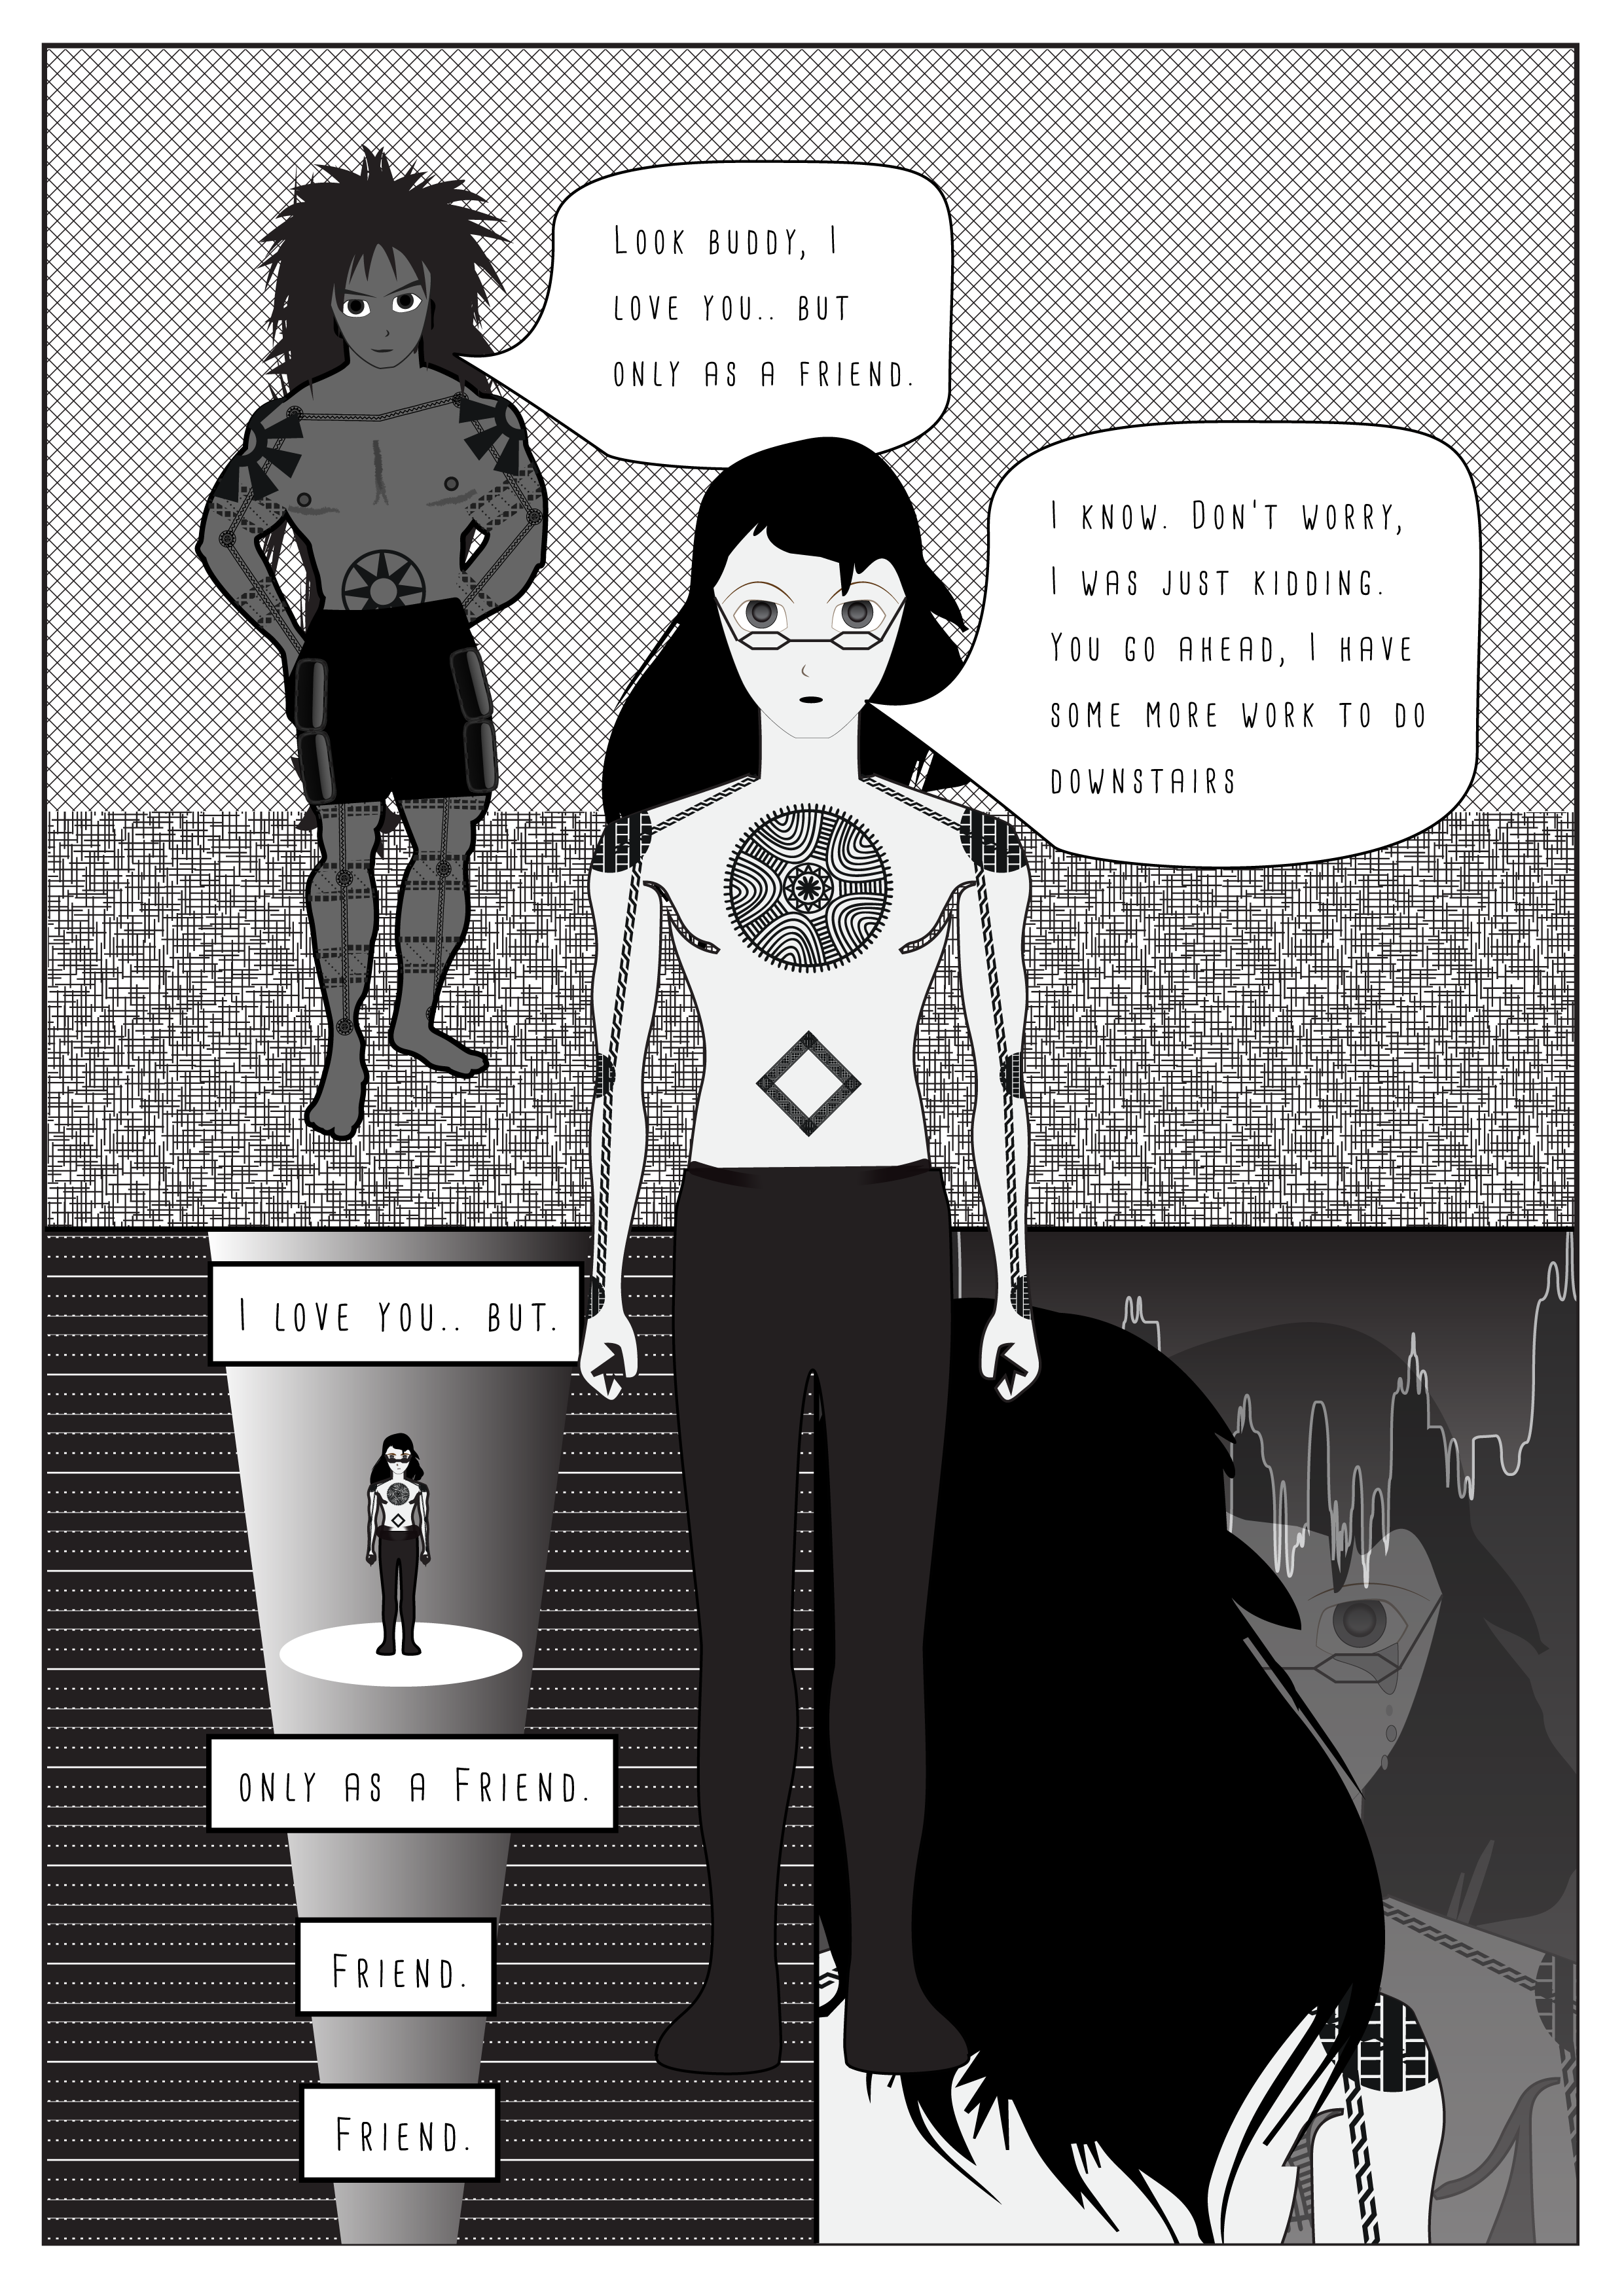 Look buddy, I
love you.. but
only as a friend.
I know. Don't worry,
I was just kidding.
You go ahead, I have
some more work to do
downstairs
I love you.. but.
only as a Friend.
Friend.
Friend.